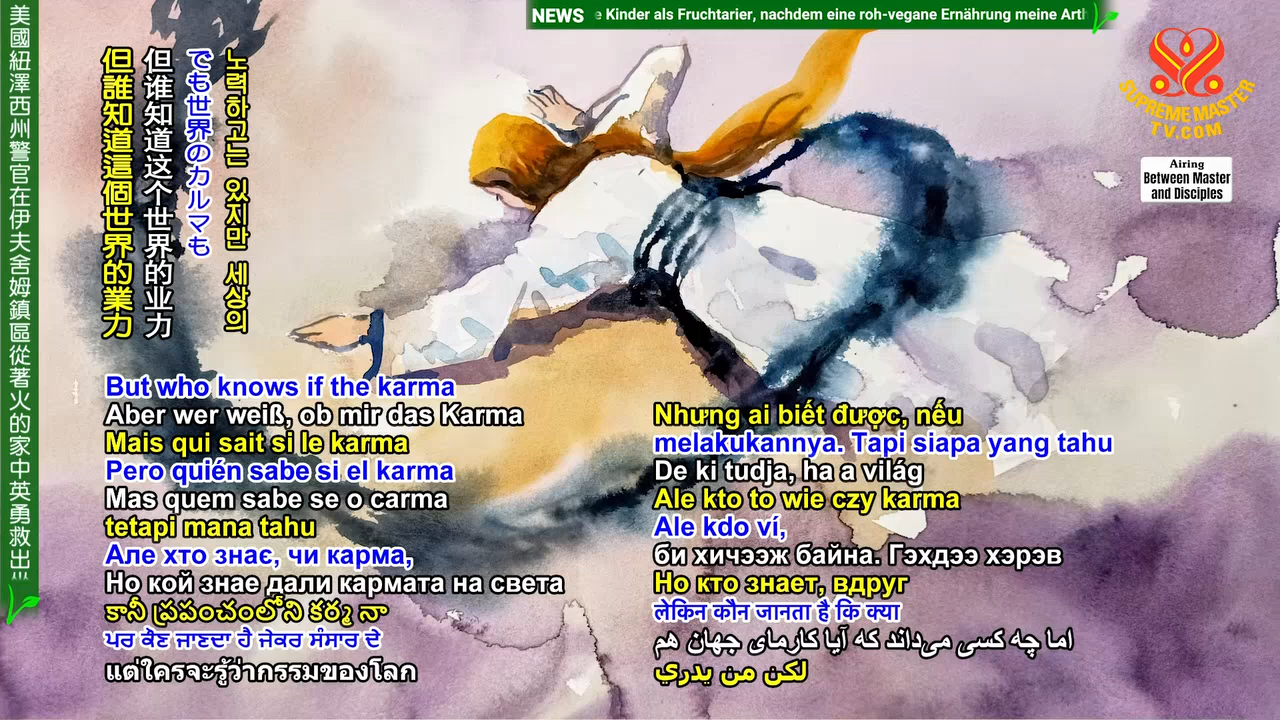 NEWS e Kinder als Fruchtarier, nachdem eine roh-vegane Ernährung meine Arth
SUPREME MASTER
TV.COM
Airing
Between Master
and Disciples
美國紐澤西州警官在伊夫舍姆鎮區從著火的家中英勇救出
但誰知道這個世界的業力
但谁知道这个世界的业力
でも世界のカルマも
노력하고는 있지만 세상의
But who knows if the karma
Aber wer weiß, ob mir das Karma
Mais qui sait si le karma
Pero quién sabe si el karma
Mas quem sabe se o carma
tetapi mana tahu
Але хто знає, чи карма,
Но кой знае дали кармата на света
కానీ ప్రపంచంలోని కర్మ నా
ਪਰ ਕੌਣ ਜਾਣਦਾ ਹੈ ਜੇਕਰ ਸੰਸਾਰ ਦੇ
แต่ใครจะรู้ว่ากรรมของโลก
Nhưng ai biết được, nếu
melakukannya. Tapi siapa yang tahu
De ki tudja, ha a világ
Ale kto to wie czy karma
Ale kdo ví,
би хичээж байна. Гэхдээ хэрэв
Но кто знает, вдруг
लेकिन कौन जानता है कि क्या
اما چه کسی می‌داند که آیا کارمای جهان هم
لكن من يدري